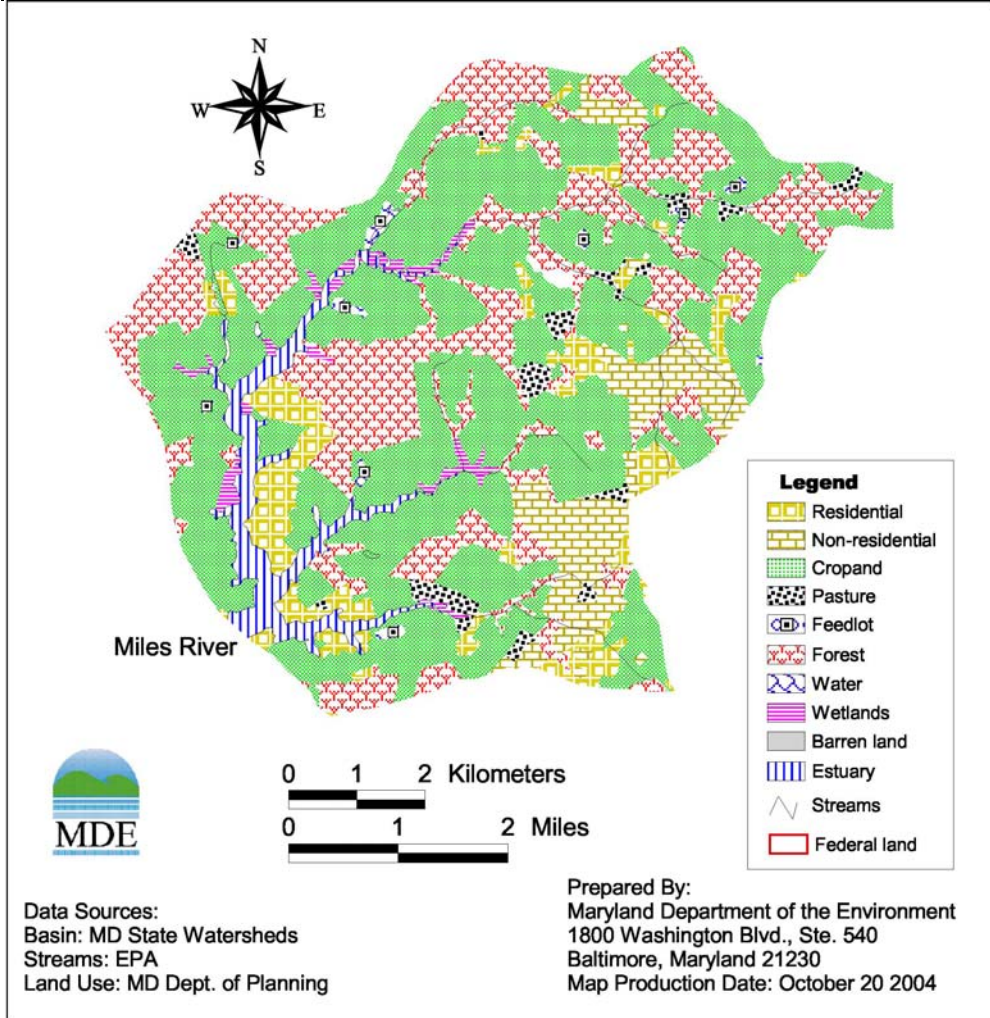 N
W
E
S
Miles River
Legend
Residential
Non-residential
Cropand
Pasture
Feedlot
Forest
Water
Wetlands
Barren land
Estuary
Streams
Federal land
0 1 2 Kilometers
0 1 2 Miles
MDE
Data Sources:
Basin: MD State Watersheds
Streams: EPA
Land Use: MD Dept. of Planning
Prepared By:
Maryland Department of the Environment
1800 Washington Blvd., Ste. 540
Baltimore, Maryland 21230
Map Production Date: October 20 2004